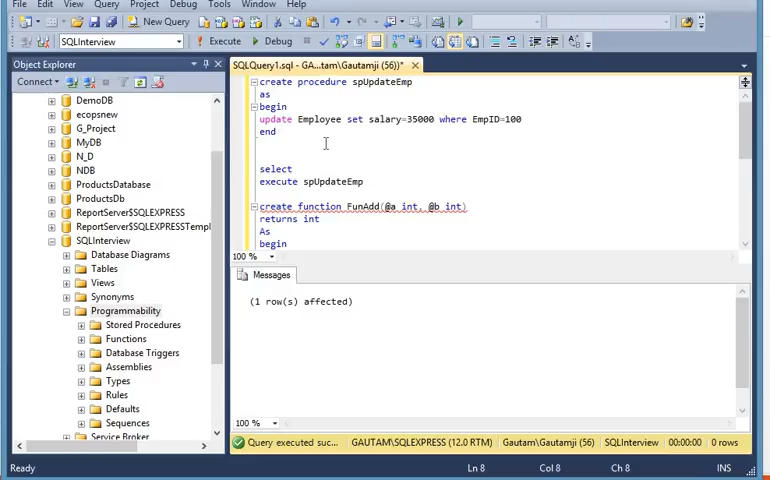 File Edit View Query Project Debug Tools Window Help
New Query
SQLInterview Execute Debug
Object Explorer
Connect
DemoDB
ecopsnew
G_Project
MyDB
N_D
NDB
ProductsDatabase
ProductsDb
ReportServer$SQLEXPRESS
ReportServer$SQLEXPRESSTempl
SQLInterview
Database Diagrams
Tables
Views
Synonyms
Programmability
Stored Procedures
Functions
Database Triggers
Assemblies
Types
Rules
Defaults
Sequences
Service Broker
SQLQuery1.sql - GA...tam\Gautamji (56))*
create procedure spUpdateEmp
as
begin
update Employee set salary=35000 where EmpID=100
end
select
execute spUpdateEmp
create function FunAdd(@a int, @b int)
returns int
As
begin
100 %
Messages
(1 row(s) affected)
100 %
Query executed suc... GAUTAM\SQLEXPRESS (12.0 RTM) Gautam\Gautamji (56) SQLInterview 00:00:00 0 rows
Ready Ln 8 Col 8 Ch 8 INS